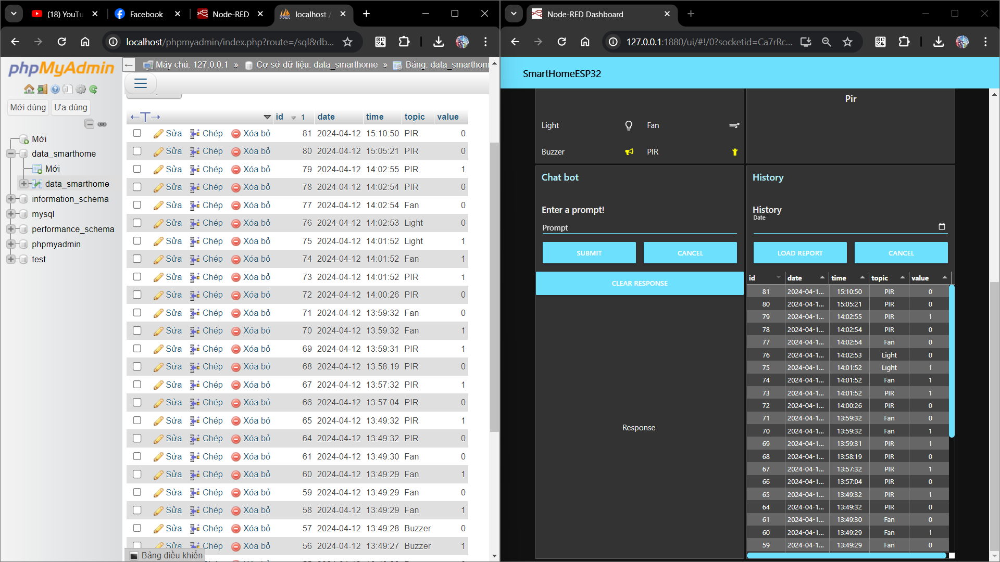 (18) YouTu
Facebook
Node-RED
localhost /
localhost/phpmyadmin/index.php?route=/sql&db...
phpMyAdmin
Mới dùng
Ưa dùng
Mới
data_smarthome
Mới
data_smarthome
information_schema
mysql
performance_schema
phpmyadmin
test
Máy chủ: 127.0.0.1 » Cơ sở dữ liệu: data_smarthome » Bảng: data_smarthom
id 1 date time topic value
Sửa Chép Xóa bỏ 81 2024-04-12 15:10:50 PIR 0
Sửa Chép Xóa bỏ 80 2024-04-12 15:05:21 PIR 0
Sửa Chép Xóa bỏ 79 2024-04-12 14:02:55 PIR 1
Sửa Chép Xóa bỏ 78 2024-04-12 14:02:54 PIR 0
Sửa Chép Xóa bỏ 77 2024-04-12 14:02:54 Fan 0
Sửa Chép Xóa bỏ 76 2024-04-12 14:02:53 Light 0
Sửa Chép Xóa bỏ 75 2024-04-12 14:01:52 Light 1
Sửa Chép Xóa bỏ 74 2024-04-12 14:01:52 Fan 1
Sửa Chép Xóa bỏ 73 2024-04-12 14:01:52 PIR 1
Sửa Chép Xóa bỏ 72 2024-04-12 14:00:26 PIR 0
Sửa Chép Xóa bỏ 71 2024-04-12 13:59:32 Fan 0
Sửa Chép Xóa bỏ 70 2024-04-12 13:59:32 Fan 1
Sửa Chép Xóa bỏ 69 2024-04-12 13:59:31 PIR 1
Sửa Chép Xóa bỏ 68 2024-04-12 13:58:19 PIR 0
Sửa Chép Xóa bỏ 67 2024-04-12 13:57:32 PIR 1
Sửa Chép Xóa bỏ 66 2024-04-12 13:57:04 PIR 0
Sửa Chép Xóa bỏ 65 2024-04-12 13:49:32 PIR 1
Sửa Chép Xóa bỏ 64 2024-04-12 13:49:32 PIR 0
Sửa Chép Xóa bỏ 61 2024-04-12 13:49:30 Fan 0
Sửa Chép Xóa bỏ 60 2024-04-12 13:49:29 Fan 1
Sửa Chép Xóa bỏ 59 2024-04-12 13:49:29 Fan 0
Sửa Chép Xóa bỏ 58 2024-04-12 13:49:29 Fan 1
Sửa Chép Xóa bỏ 57 2024-04-12 13:49:28 Buzzer 0
Sửa Chép Xóa bỏ 56 2024-04-12 13:49:27 Buzzer 1
Bảng điều khiển
Node-RED Dashboard
127.0.0.1:1880/ui/#!/0?socketid=Ca7rRc...
SmartHomeESP32
Light Fan
Buzzer PIR
Pir
Chat bot
Enter a prompt!
Prompt
SUBMIT CANCEL
CLEAR RESPONSE
Response
History
History
Date
LOAD REPORT CANCEL
id date time topic value
81 2024-04-1... 15:10:50 PIR 0
80 2024-04-1... 15:05:21 PIR 0
79 2024-04-1... 14:02:55 PIR 1
78 2024-04-1... 14:02:54 PIR 0
77 2024-04-1... 14:02:54 Fan 0
76 2024-04-1... 14:02:53 Light 0
75 2024-04-1... 14:01:52 Light 1
74 2024-04-1... 14:01:52 Fan 1
73 2024-04-1... 14:01:52 PIR 1
72 2024-04-1... 14:00:26 PIR 0
71 2024-04-1... 13:59:32 Fan 0
70 2024-04-1... 13:59:32 Fan 1
69 2024-04-1... 13:59:31 PIR 1
68 2024-04-1... 13:58:19 PIR 0
67 2024-04-1... 13:57:32 PIR 1
66 2024-04-1... 13:57:04 PIR 0
65 2024-04-1... 13:49:32 PIR 1
64 2024-04-1... 13:49:32 PIR 0
61 2024-04-1... 13:49:30 Fan 0
60 2024-04-1... 13:49:29 Fan 1
59 2024-04-1... 13:49:29 Fan 0